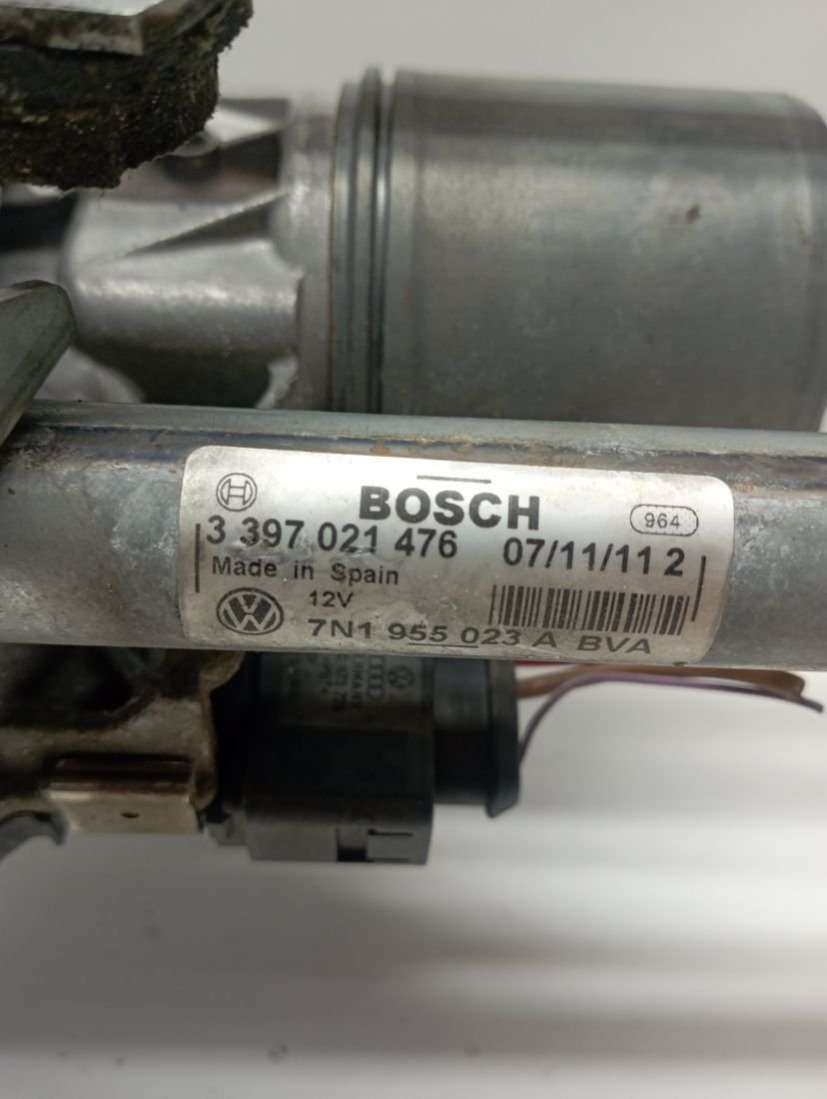 BOSCH
964
3 397 021 476 07/11/11 2
Made in Spain
12V
7N1 955 023 A BVA